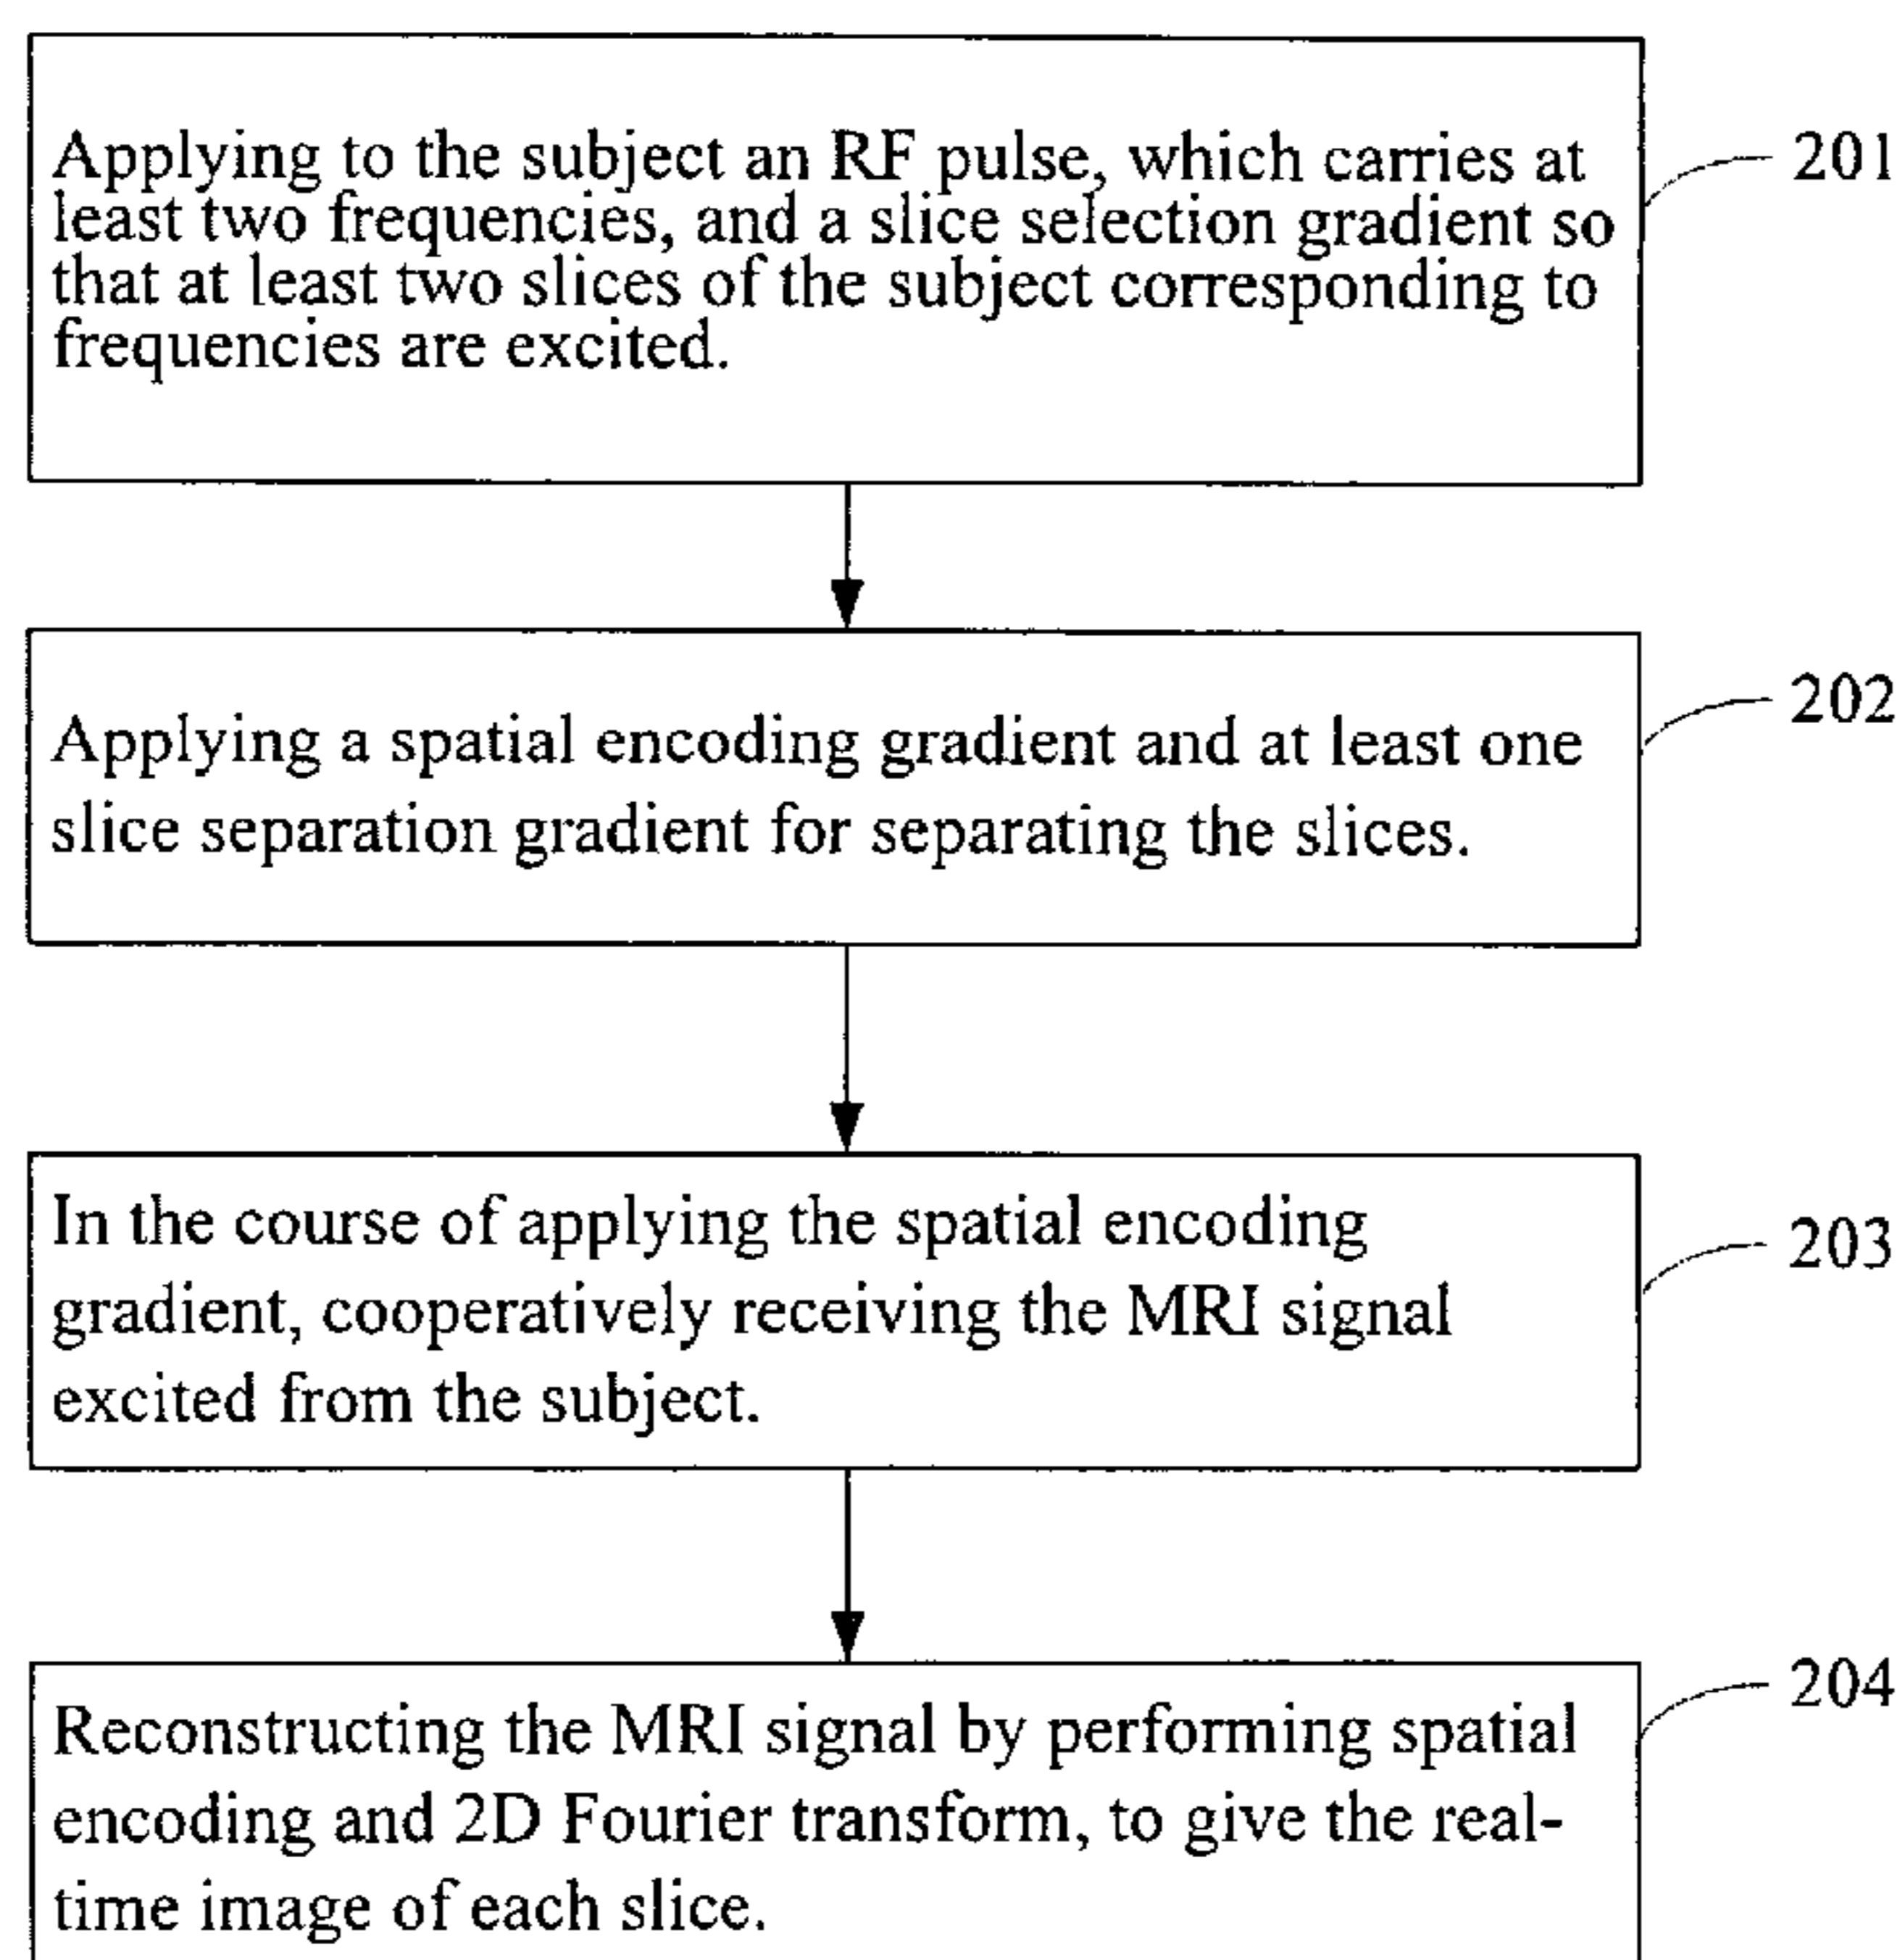 Applying to the subject an RF pulse, which carries at
least two frequencies, and a slice selection gradient so
that at least two slices of the subject corresponding to
frequencies are excited.
201
Applying a spatial encoding gradient and at least one
slice separation gradient for separating the slices.
202
In the course of applying the spatial encoding
gradient, cooperatively receiving the MRI signal
excited from the subject.
203
Reconstructing the MRI signal by performing spatial
encoding and 2D Fourier transform, to give the real-
time image of each slice.
204